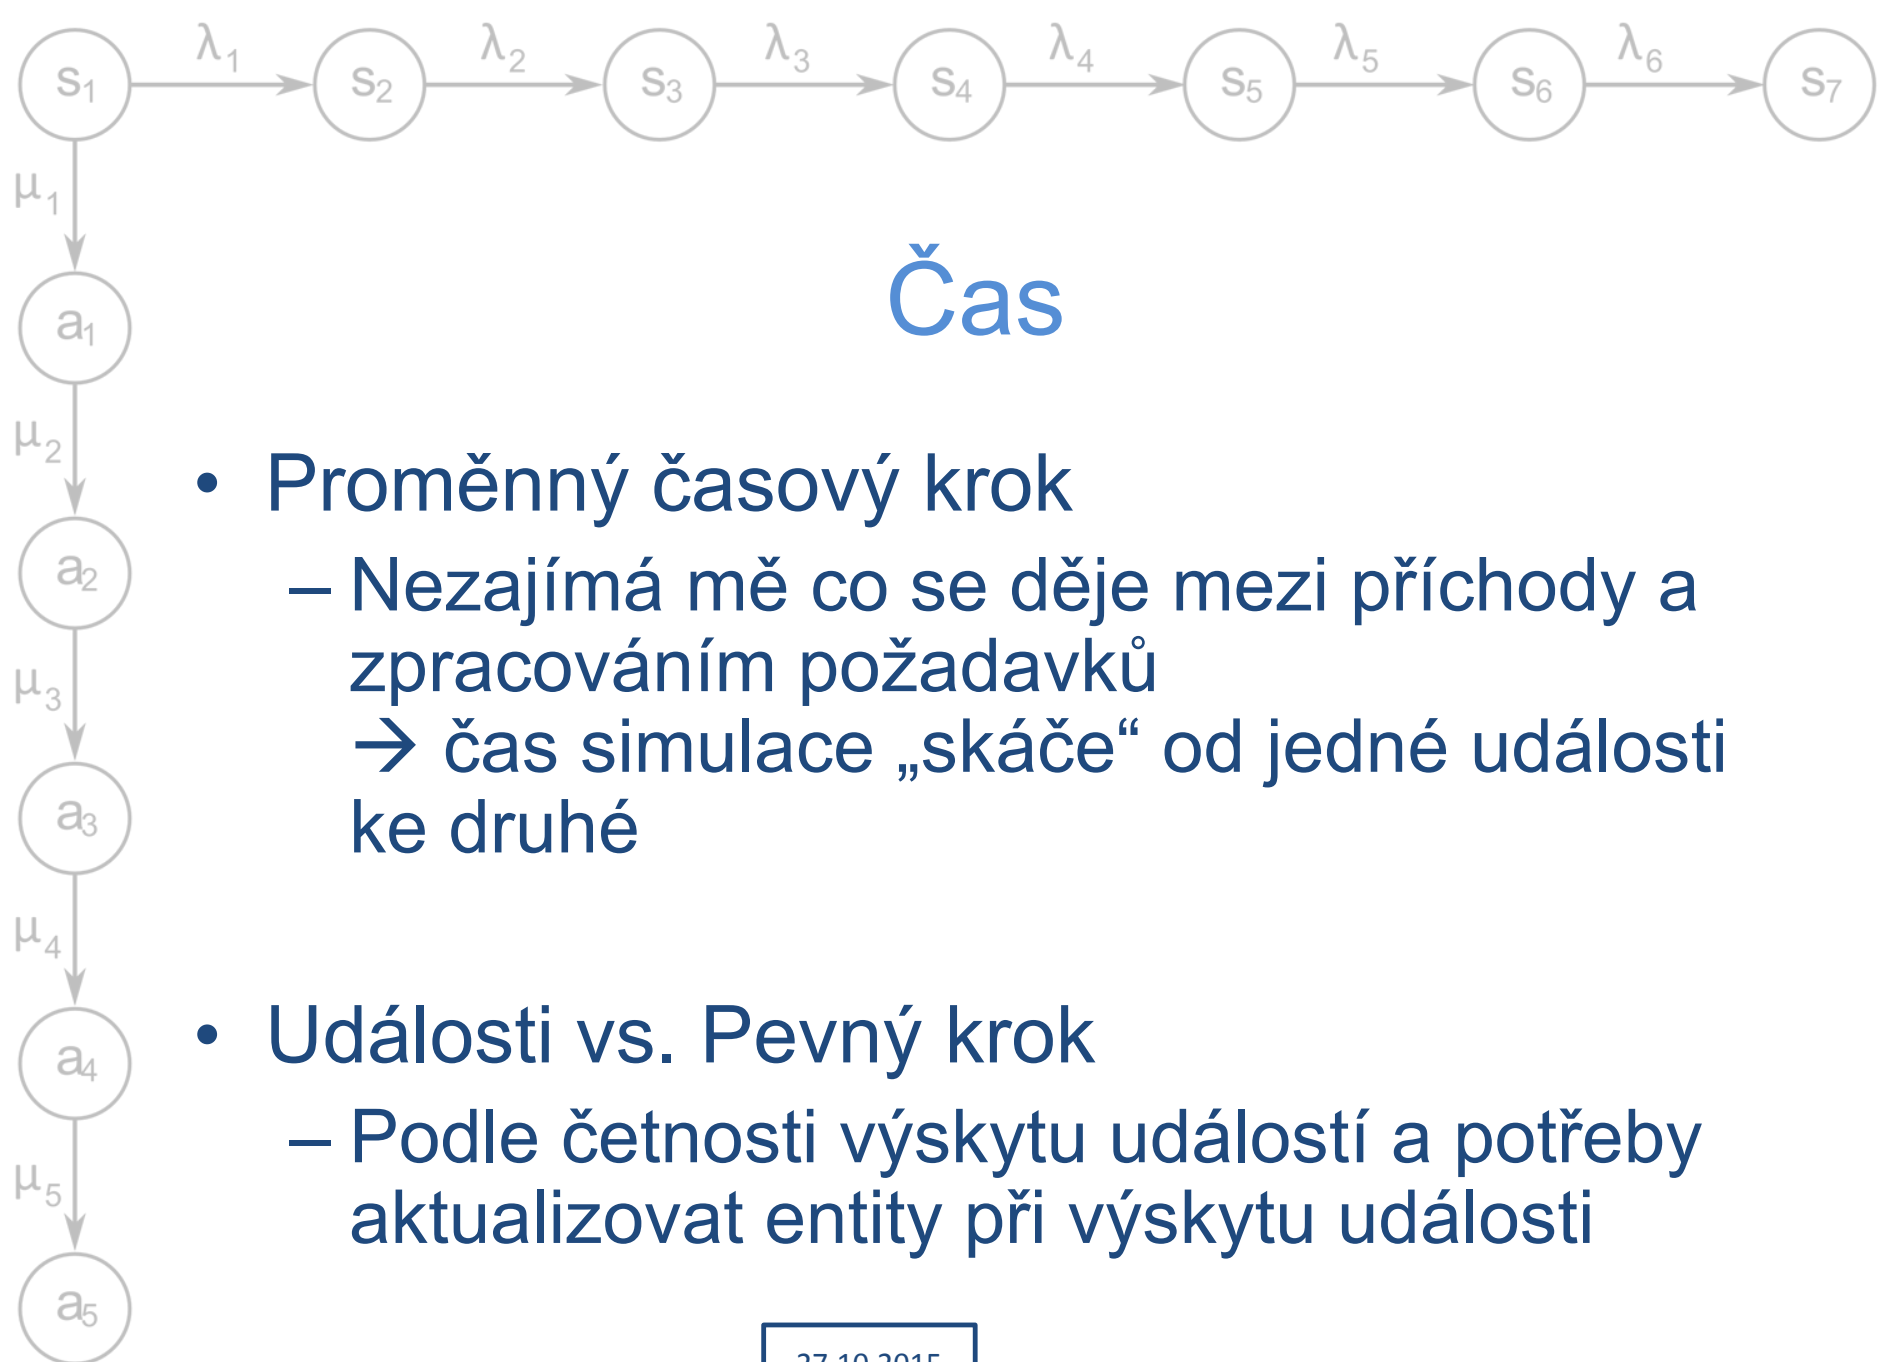 s1 λ1 s2 λ2 s3 λ3 s4 λ4 s5 λ5 s6 λ6 s7
μ1
a1
μ2
a2
μ3
a3
μ4
a4
μ5
a5
Čas
• Proměnný časový krok
– Nezajímá mě co se děje mezi příchody a
zpracováním požadavků
→ čas simulace „skáče“ od jedné události
ke druhé
• Události vs. Pevný krok
– Podle četnosti výskytu událostí a potřeby
aktualizovat entity při výskytu události
27.10.2015